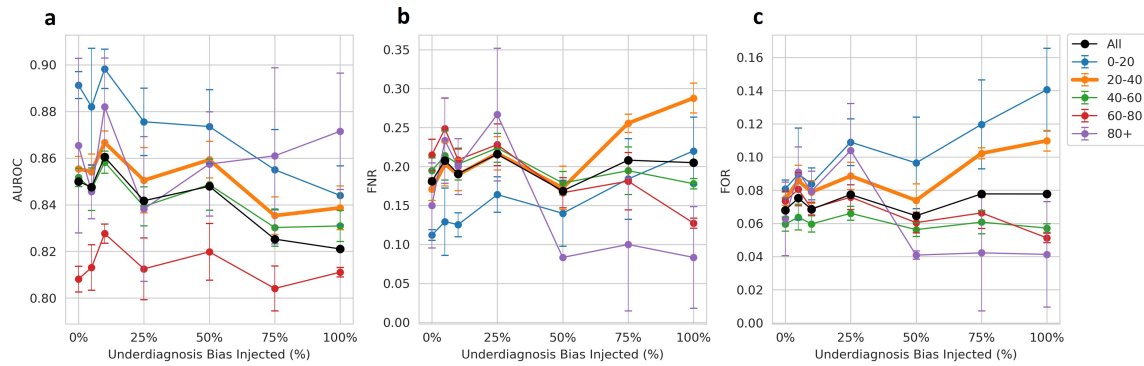 a
AUROC
0.90
0.88
0.86
0.84
0.82
0.80
0% 25% 50% 75% 100%
Underdiagnosis Bias Injected (%)
b
FNR
0.35
0.30
0.25
0.20
0.15
0.10
0.05
0.00
0% 25% 50% 75% 100%
Underdiagnosis Bias Injected (%)
c
FOR
0.16
0.14
0.12
0.10
0.08
0.06
0.04
0.02
0.00
0% 25% 50% 75% 100%
Underdiagnosis Bias Injected (%)
All
0-20
20-40
40-60
60-80
80+